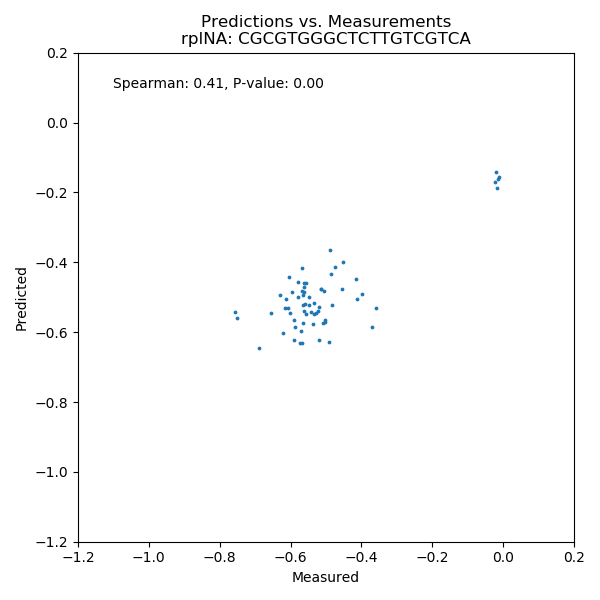 Predictions vs. Measurements
rplNA: CGCGTGGGCTCTTGTCGTCA
Spearman: 0.41, P-value: 0.00
0.2
0.0
−0.2
−0.4
−0.6
−0.8
−1.0
−1.2
Predicted
−1.2 −1.0 −0.8 −0.6 −0.4 −0.2 0.0 0.2
Measured